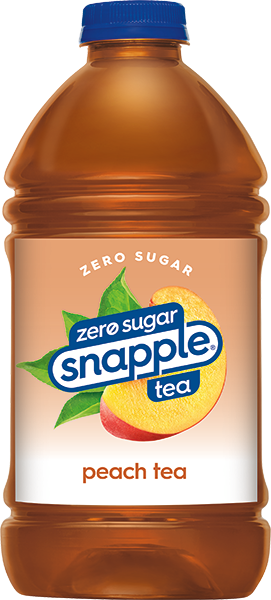 ZERO SUGAR
zerø sugar
snapple®
tea
peach tea